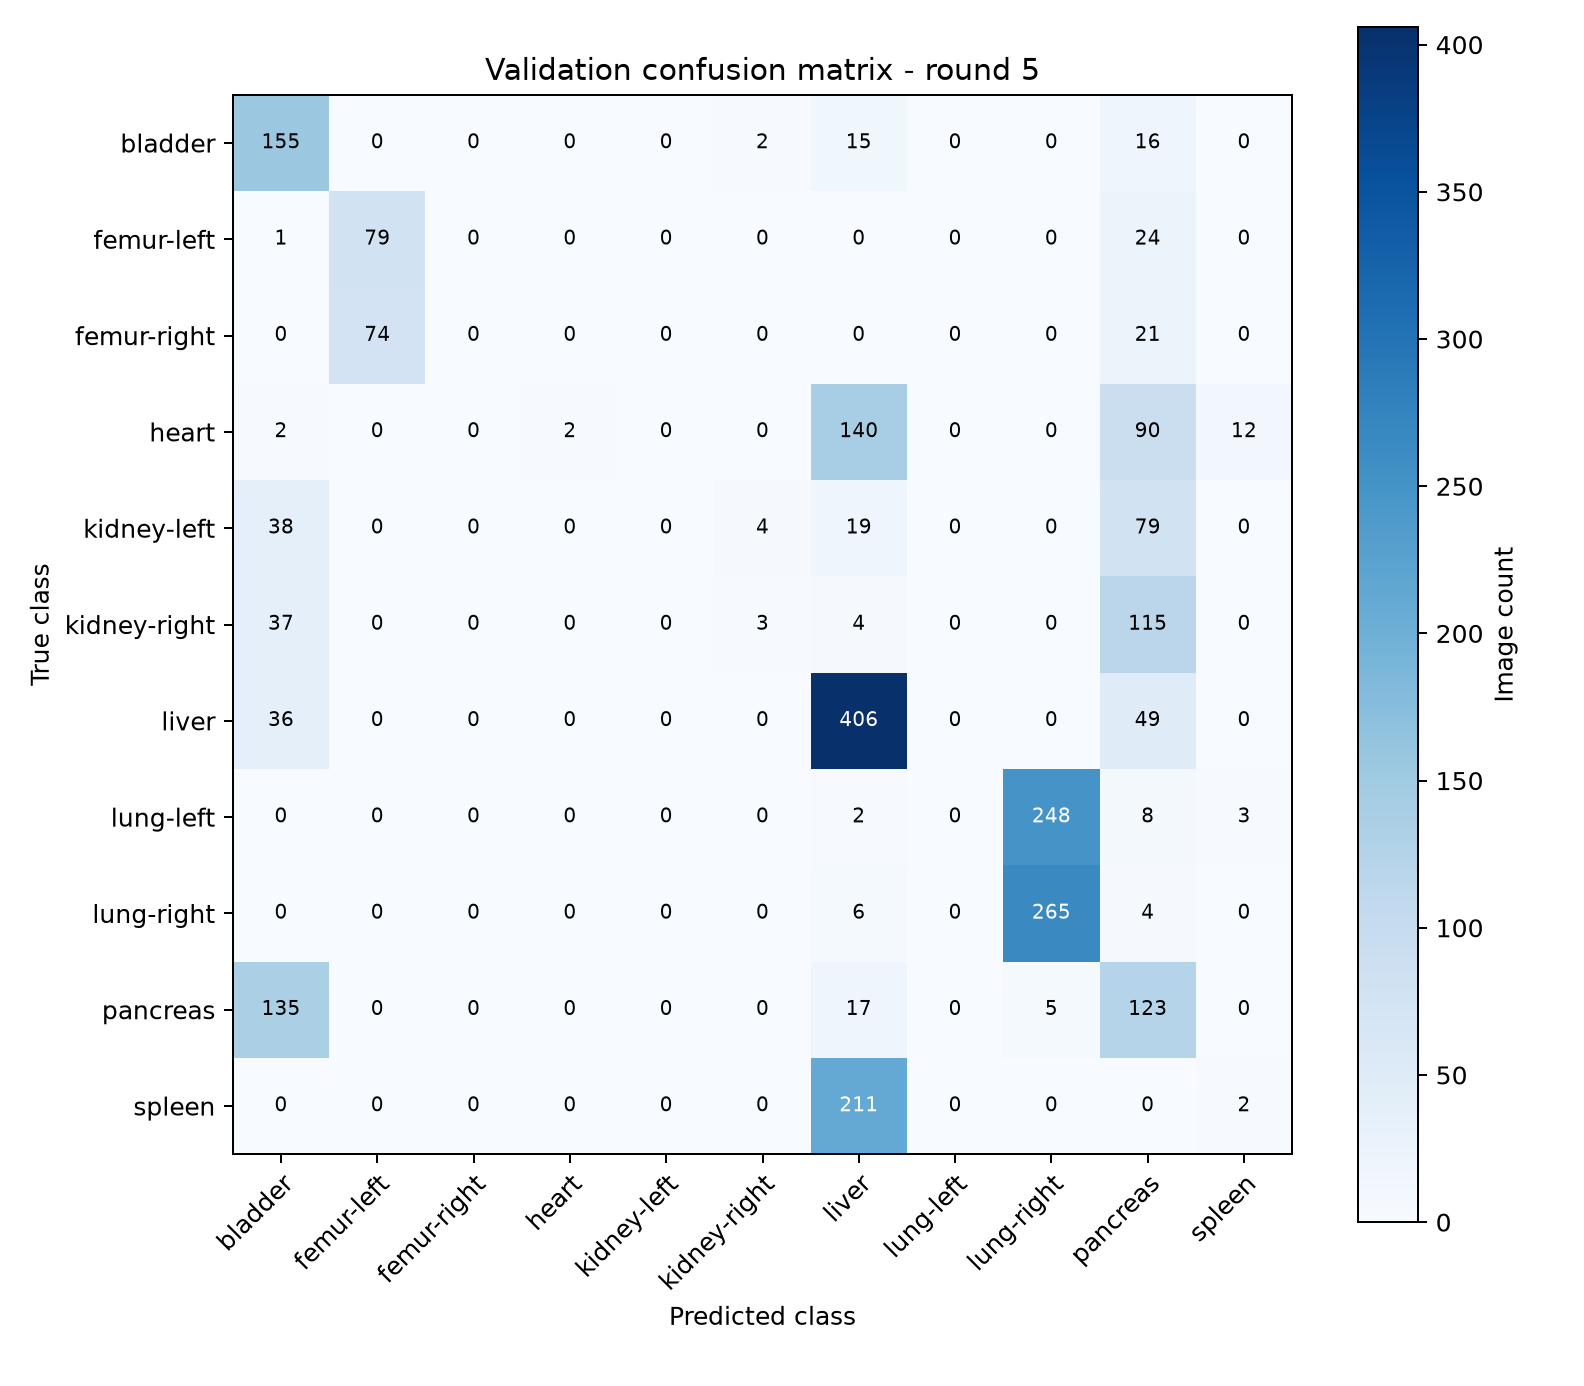 Validation confusion matrix - round 5
bladder 155 0 0 0 0 2 15 0 0 16 0
femur-left 1 79 0 0 0 0 0 0 0 24 0
femur-right 0 74 0 0 0 0 0 0 0 21 0
heart 2 0 0 2 0 0 140 0 0 90 12
kidney-left 38 0 0 0 0 4 19 0 0 79 0
kidney-right 37 0 0 0 0 3 4 0 0 115 0
liver 36 0 0 0 0 0 406 0 0 49 0
lung-left 0 0 0 0 0 0 2 0 248 8 3
lung-right 0 0 0 0 0 0 6 0 265 4 0
pancreas 135 0 0 0 0 0 17 0 5 123 0
spleen 0 0 0 0 0 0 211 0 0 0 2
True class
bladder femur-left femur-right heart kidney-left kidney-right liver lung-left lung-right pancreas spleen
Predicted class
400
350
300
250
200
150
100
50
0
Image count